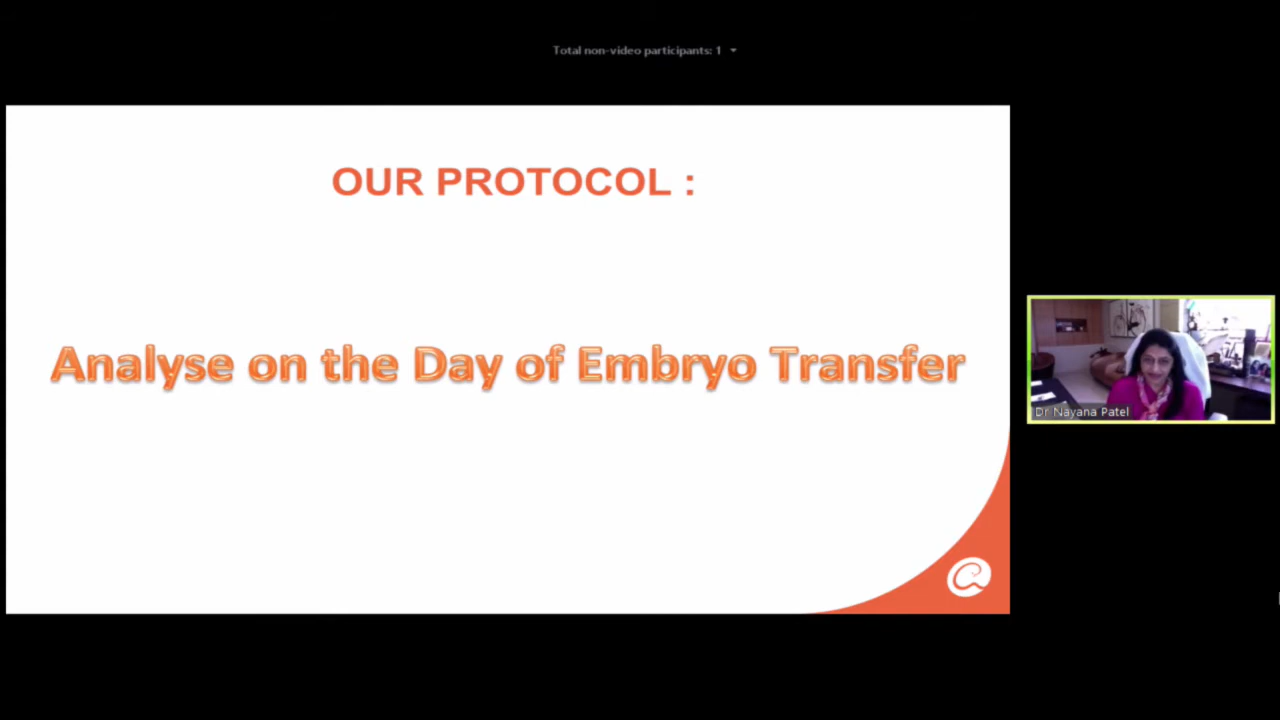 Total non-video participants: 1
OUR PROTOCOL :
Analyse on the Day of Embryo Transfer
Dr Nayana Patel